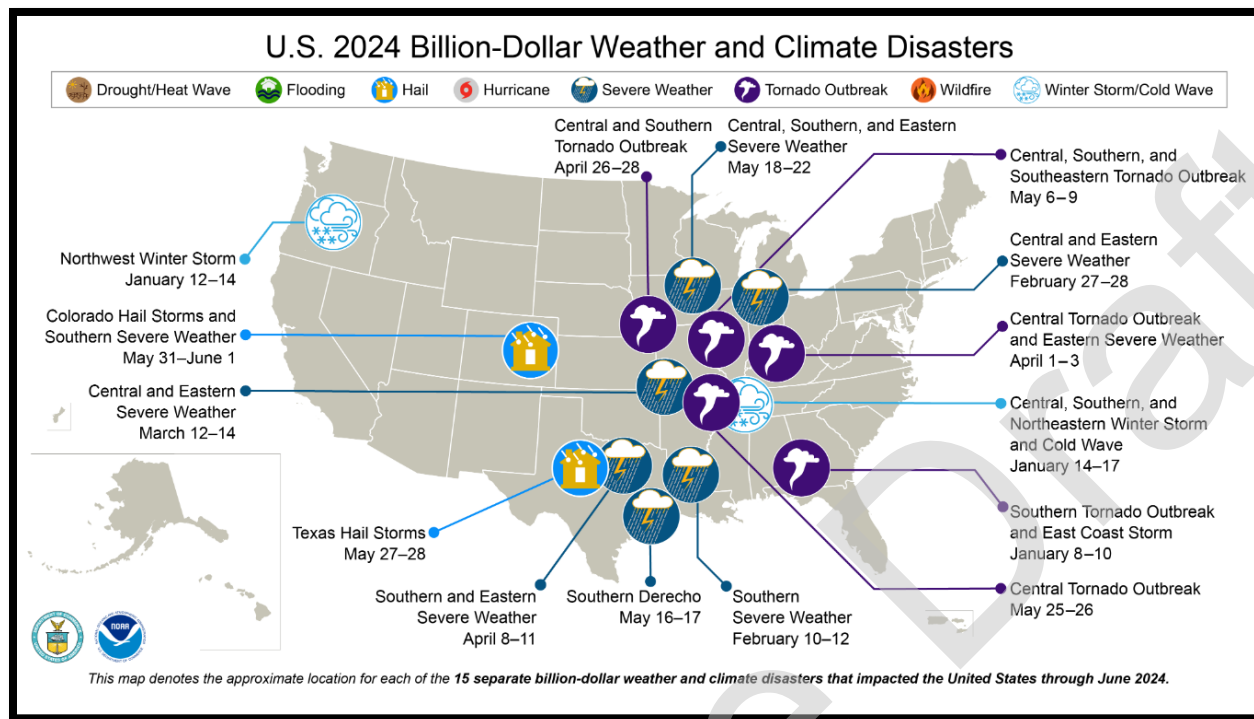 U.S. 2024 Billion-Dollar Weather and Climate Disasters
Drought/Heat Wave
Flooding
Hail
Hurricane
Severe Weather
Tornado Outbreak
Wildfire
Winter Storm/Cold Wave
Central and Southern
Tornado Outbreak
April 26–28
Central, Southern, and Eastern
Severe Weather
May 18–22
Central, Southern, and
Southeastern Tornado Outbreak
May 6–9
Northwest Winter Storm
January 12–14
Central and Eastern
Severe Weather
February 27–28
Colorado Hail Storms and
Southern Severe Weather
May 31–June 1
Central Tornado Outbreak
and Eastern Severe Weather
April 1–3
Central and Eastern
Severe Weather
March 12–14
Central, Southern, and
Northeastern Winter Storm
and Cold Wave
January 14–17
Texas Hail Storms
May 27–28
Southern Tornado Outbreak
and East Coast Storm
January 8–10
Southern and Eastern
Severe Weather
April 8–11
Southern Derecho
May 16–17
Southern
Severe Weather
February 10–12
Central Tornado Outbreak
May 25–26
NOAA
This map denotes the approximate location for each of the 15 separate billion-dollar weather and climate disasters that impacted the United States through June 2024.
Draft